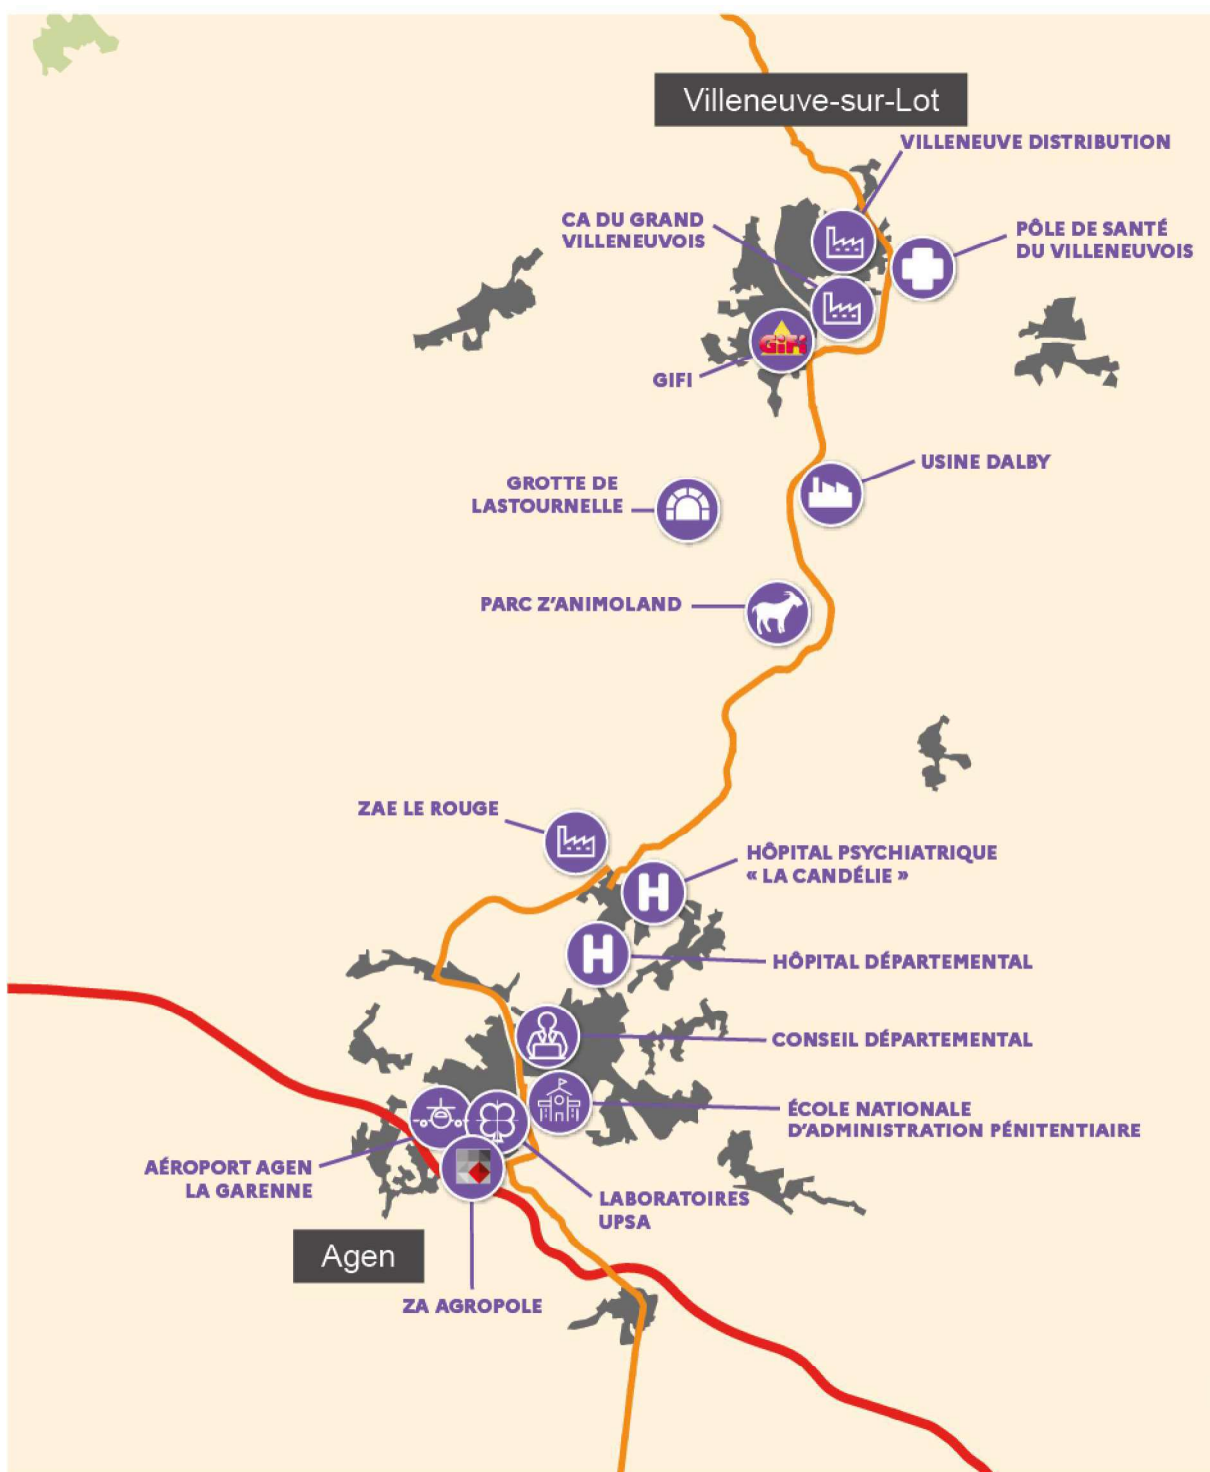 Villeneuve-sur-Lot
VILLENEUVE DISTRIBUTION
CA DU GRAND
VILLENEUVOIS
PÔLE DE SANTÉ
DU VILLENEUVOIS
GiFi
GIFI
USINE DALBY
GROTTE DE
LASTOURNELLE
PARC Z’ANIMOLAND
ZAE LE ROUGE
HÔPITAL PSYCHIATRIQUE
« LA CANDÉLIE »
H
H
HÔPITAL DÉPARTEMENTAL
CONSEIL DÉPARTEMENTAL
ÉCOLE NATIONALE
D’ADMINISTRATION PÉNITENTIAIRE
AÉROPORT AGEN
LA GARENNE
LABORATOIRES
UPSA
Agen
ZA AGROPOLE